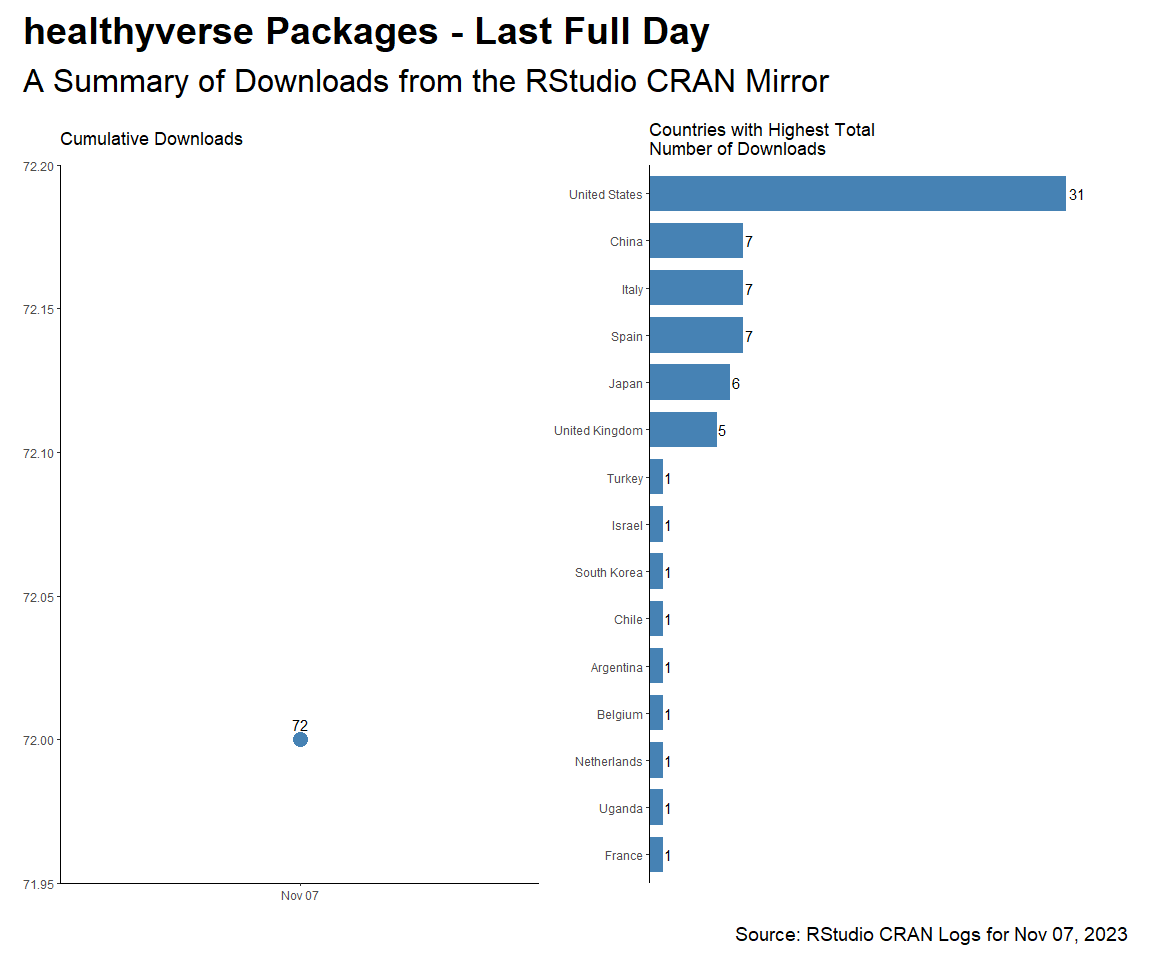 healthyverse Packages - Last Full Day
A Summary of Downloads from the RStudio CRAN Mirror
Cumulative Downloads
72.20
72.15
72.10
72.05
72.00
71.95
72
Nov 07
Countries with Highest Total
Number of Downloads
United States 31
China 7
Italy 7
Spain 7
Japan 6
United Kingdom 5
Turkey 1
Israel 1
South Korea 1
Chile 1
Argentina 1
Belgium 1
Netherlands 1
Uganda 1
France 1
Source: RStudio CRAN Logs for Nov 07, 2023